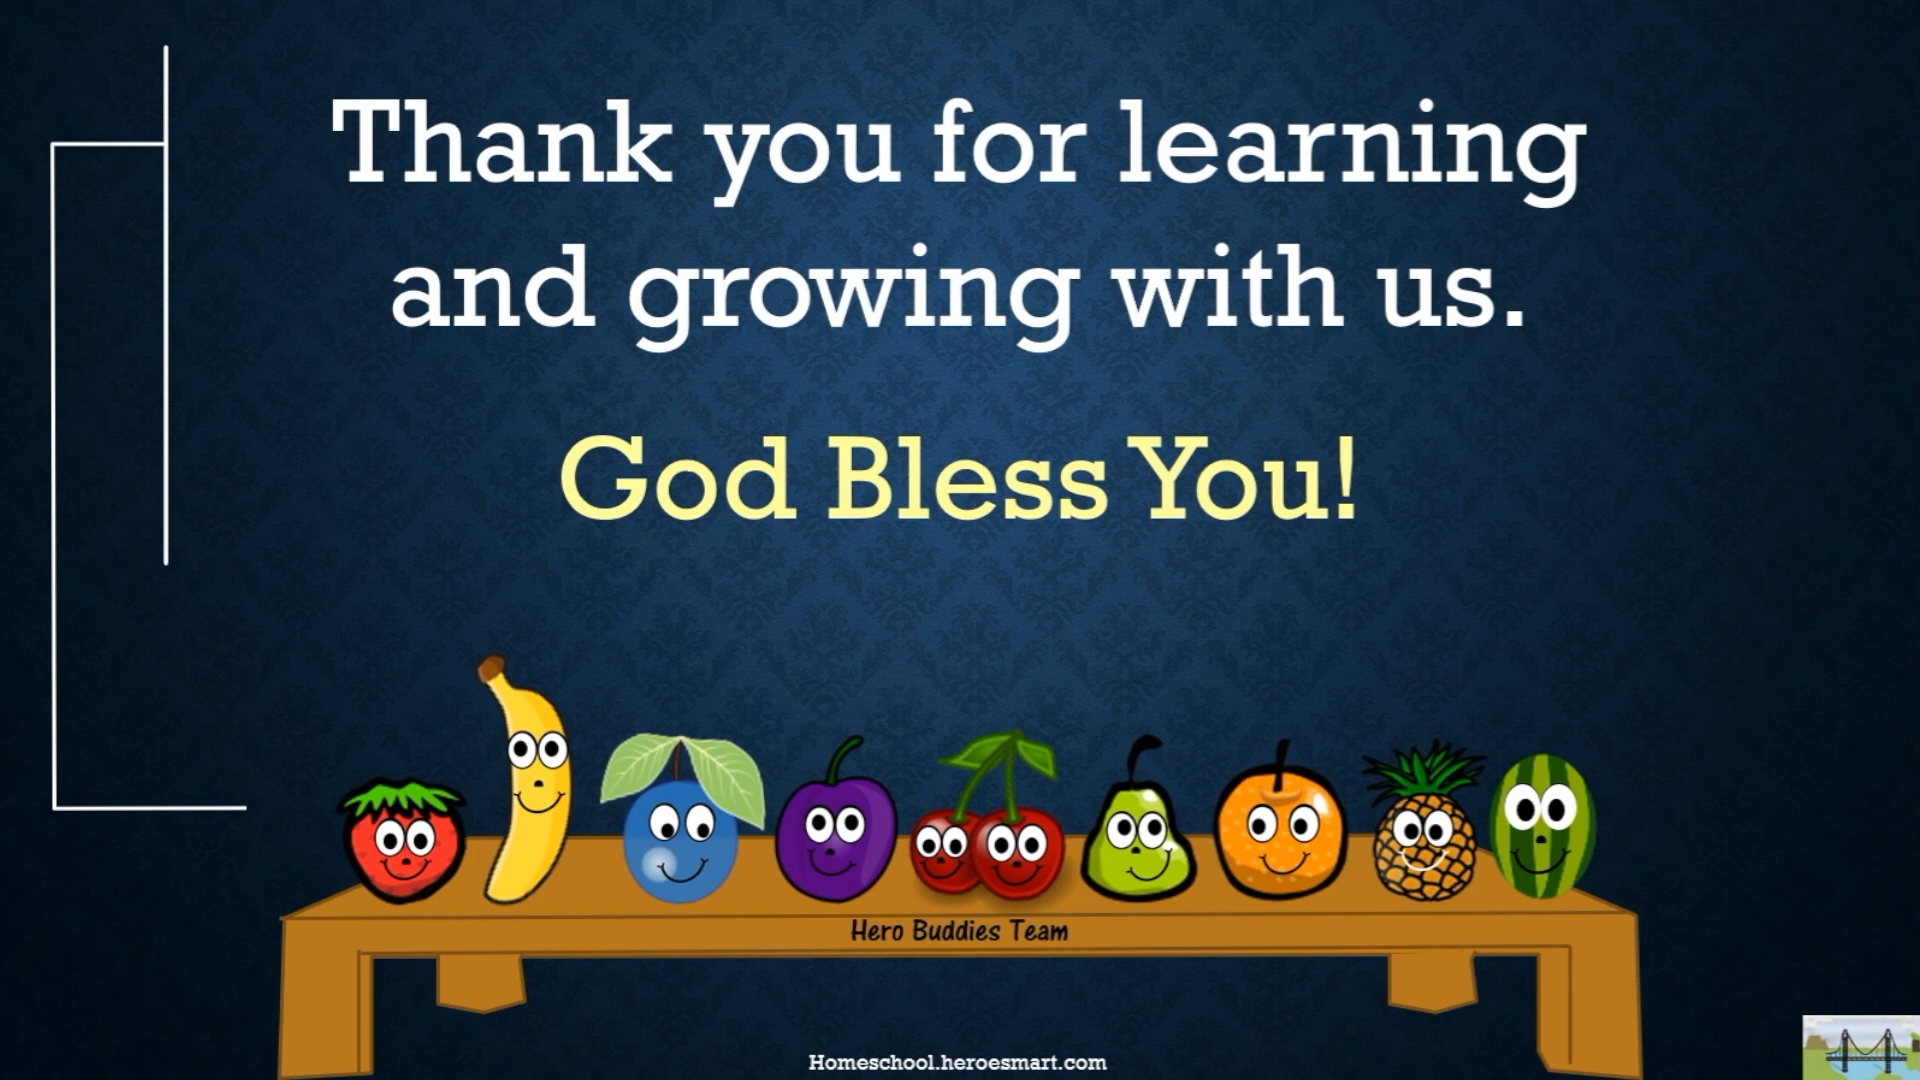 Thank you for learning
and growing with us.
God Bless You!
Hero Buddies Team
Homeschool.heroesmart.com